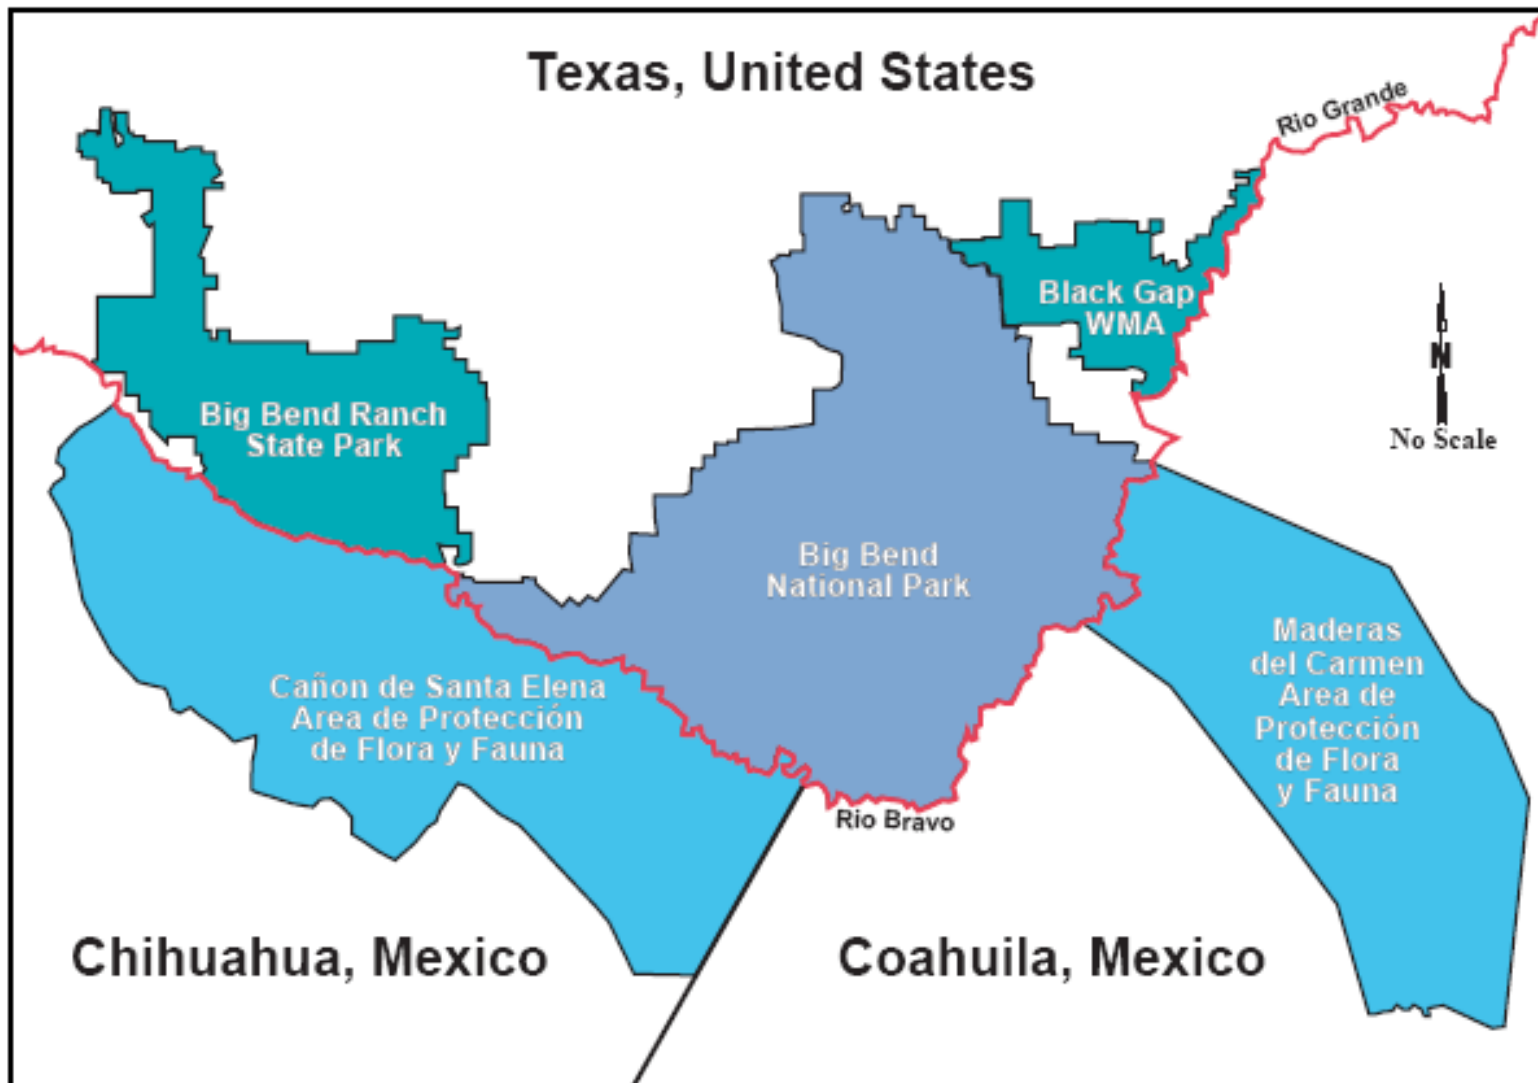 Texas, United States
Rio Grande
Black Gap
WMA
N
No Scale
Big Bend Ranch
State Park
Big Bend
National Park
Maderas
del Carmen
Area de
Protección
de Flora
y Fauna
Cañon de Santa Elena
Area de Protección
de Flora y Fauna
Rio Bravo
Chihuahua, Mexico
Coahuila, Mexico